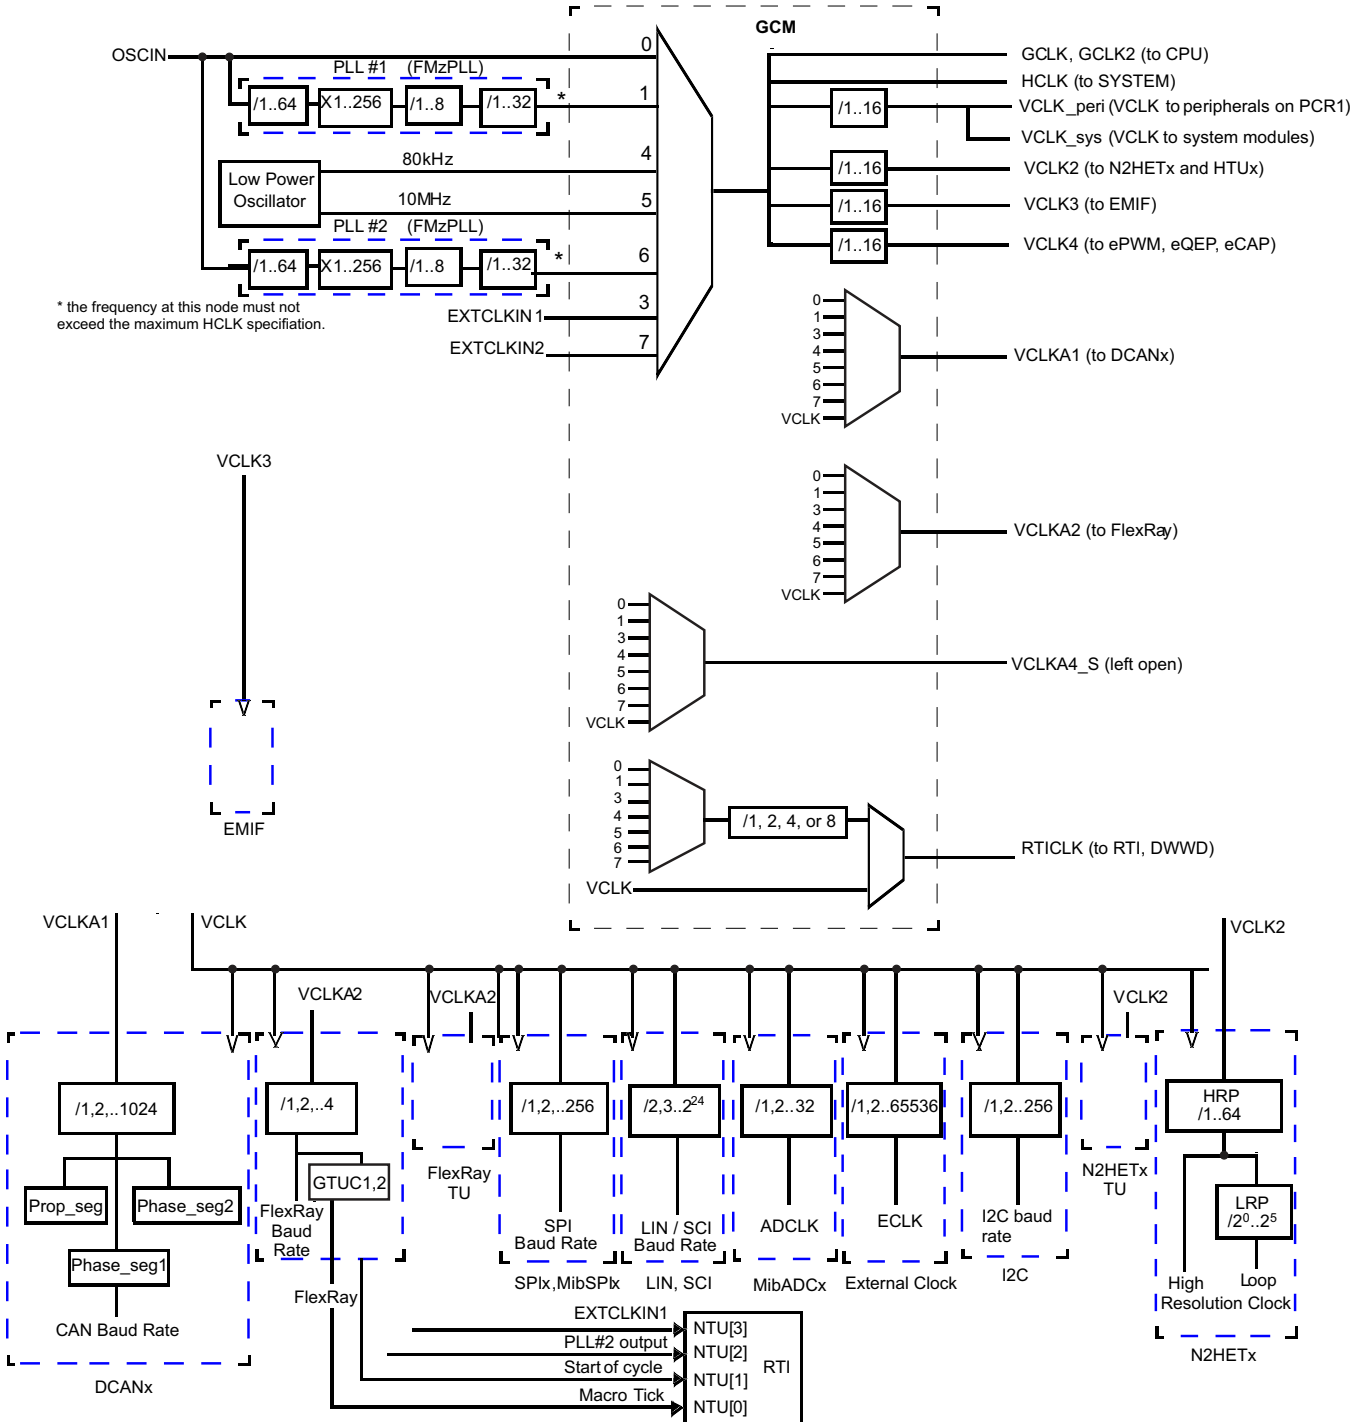 GCM
OSCIN
PLL #1 (FMzPLL)
/1..64
X1..256
/1..8
/1..32
*
0
1
4
5
6
3
7
80kHz
Low Power
Oscillator
10MHz
PLL #2 (FMzPLL)
/1..64
X1..256
/1..8
/1..32
*
* the frequency at this node must not
exceed the maximum HCLK specifiation.
EXTCLKIN1
EXTCLKIN2
GCLK, GCLK2 (to CPU)
HCLK (to SYSTEM)
/1..16
VCLK_peri (VCLK to peripherals on PCR1)
VCLK_sys (VCLK to system modules)
/1..16
VCLK2 (to N2HETx and HTUx)
/1..16
VCLK3 (to EMIF)
/1..16
VCLK4 (to ePWM, eQEP, eCAP)
0
1
3
4
5
6
7
VCLK
VCLKA1 (to DCANx)
0
1
3
4
5
6
7
VCLK
VCLKA2 (to FlexRay)
0
1
3
4
5
6
7
VCLK
VCLKA4_S (left open)
0
1
3
4
5
6
7
/1, 2, 4, or 8
VCLK
RTICLK (to RTI, DWWD)
VCLK3
EMIF
VCLKA1
VCLK
VCLK2
VCLKA2
VCLKA2
VCLK2
/1,2,..1024
Prop_seg
Phase_seg2
Phase_seg1
CAN Baud Rate
DCANx
/1,2,..4
GTUC1,2
FlexRay
Baud
Rate
FlexRay
FlexRay
TU
/1,2,..256
SPI
Baud Rate
SPIx,MibSPIx
/2,3..2²⁴
LIN / SCI
Baud Rate
LIN, SCI
/1,2..32
ADCLK
MibADCx
/1,2..65536
ECLK
External Clock
/1,2..256
I2C baud
rate
I2C
N2HETx
TU
HRP
/1..64
LRP
/2⁰..2⁵
High
Loop
Resolution Clock
N2HETx
EXTCLKIN1
PLL#2 output
Start of cycle
Macro Tick
NTU[3]
NTU[2]
NTU[1]
NTU[0]
RTI